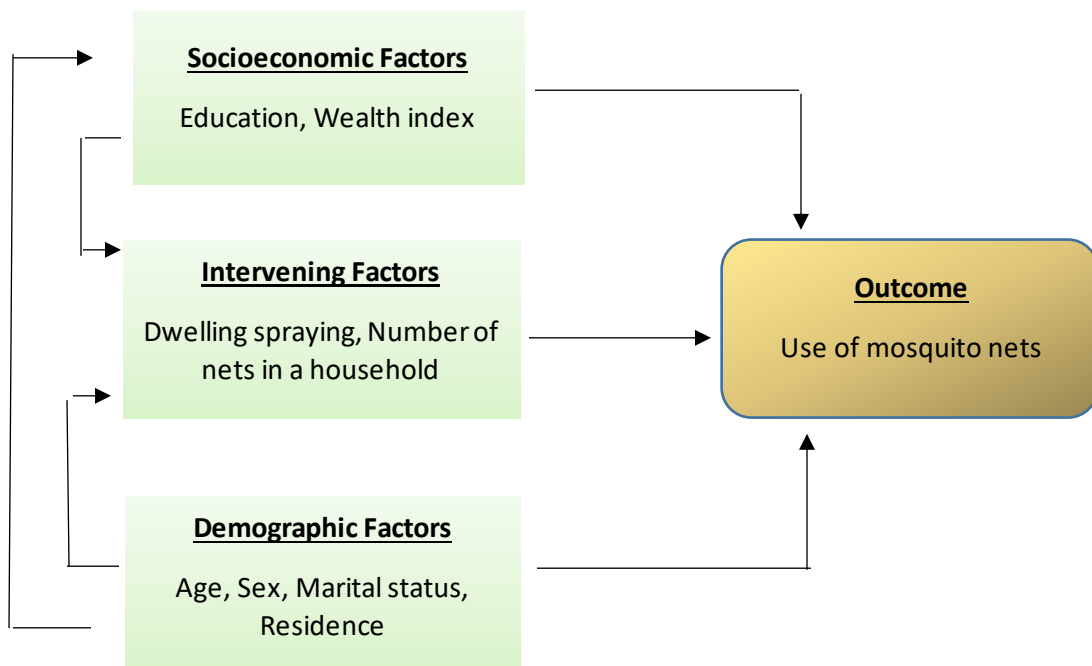 Socioeconomic Factors
Education, Wealth index
Intervening Factors
Dwelling spraying, Number of
nets in a household
Outcome
Use of mosquito nets
Demographic Factors
Age, Sex, Marital status,
Residence